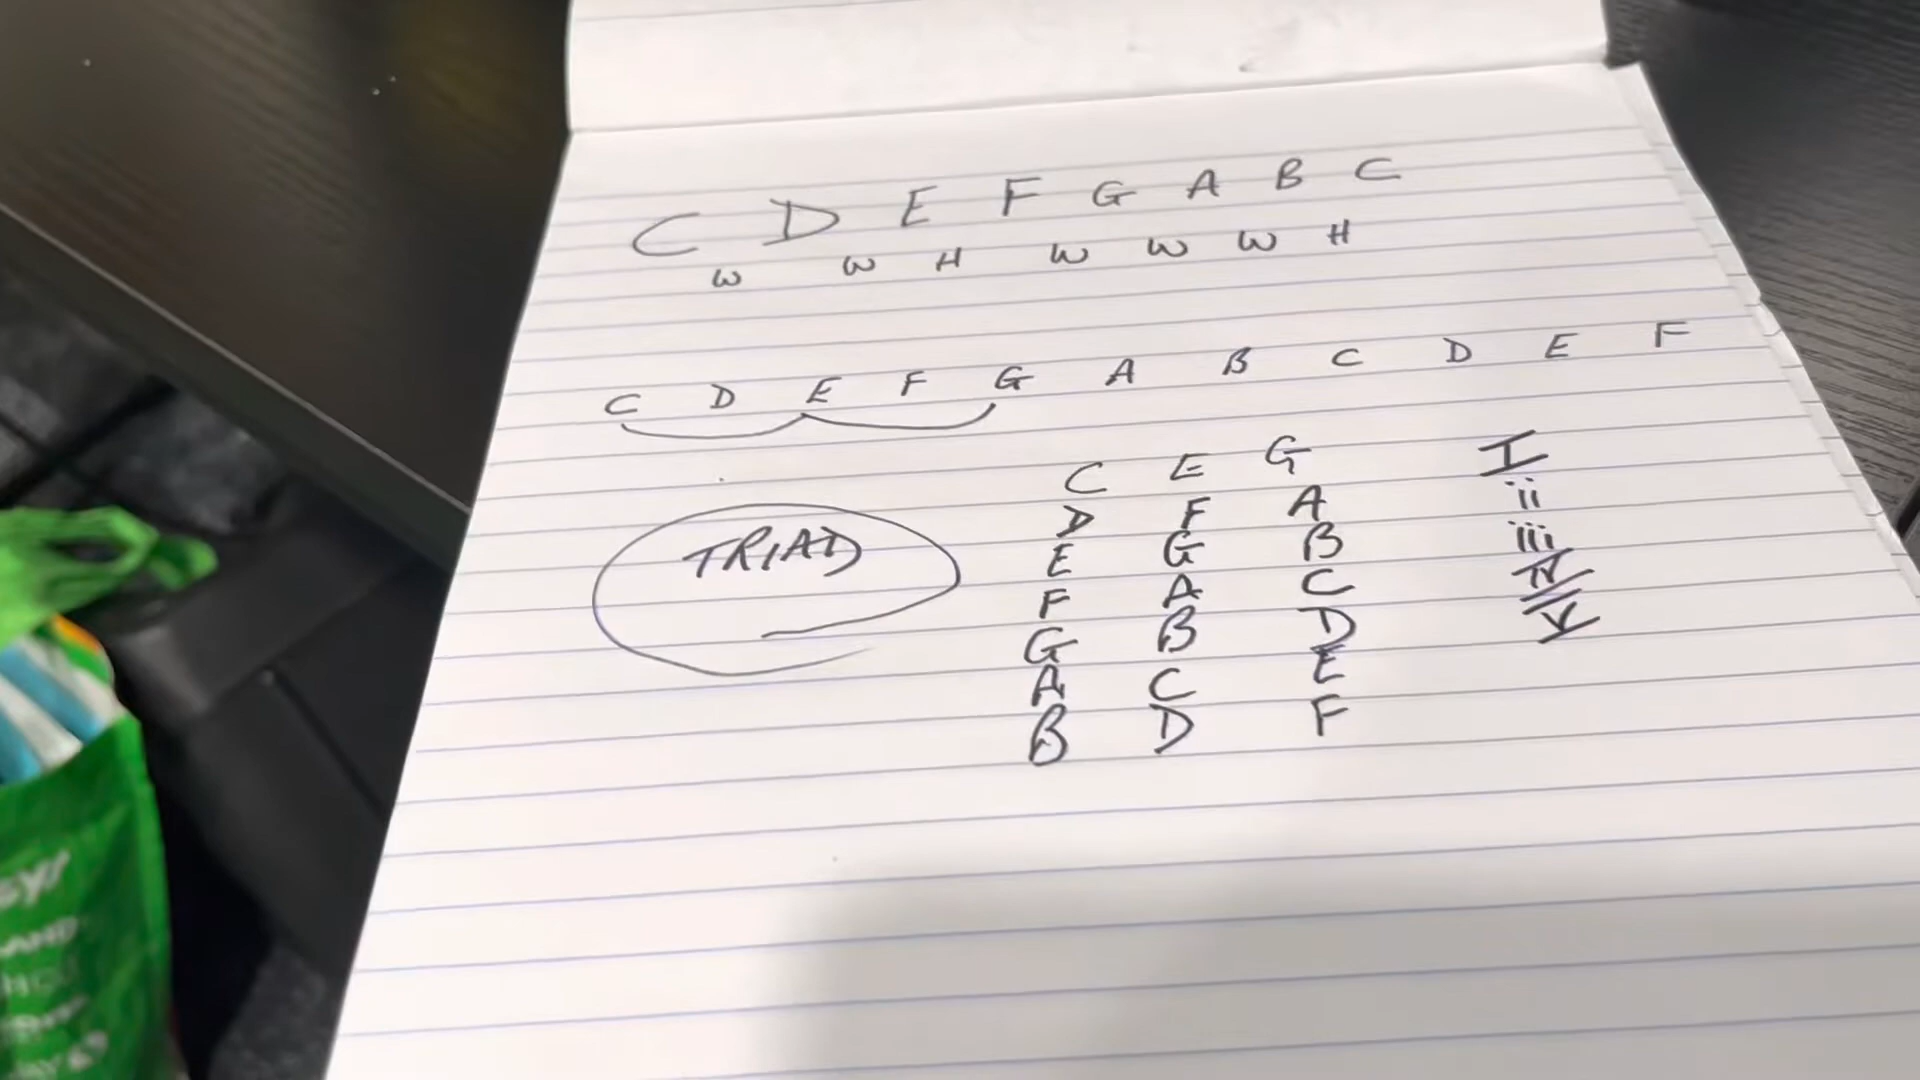 C D E F G A B C
W W H W W W H
C D E F G A B C D E F
TRIAD
C E G I
D F A ii
E G B iii
F A C IV
G B D V
A C E
B D F